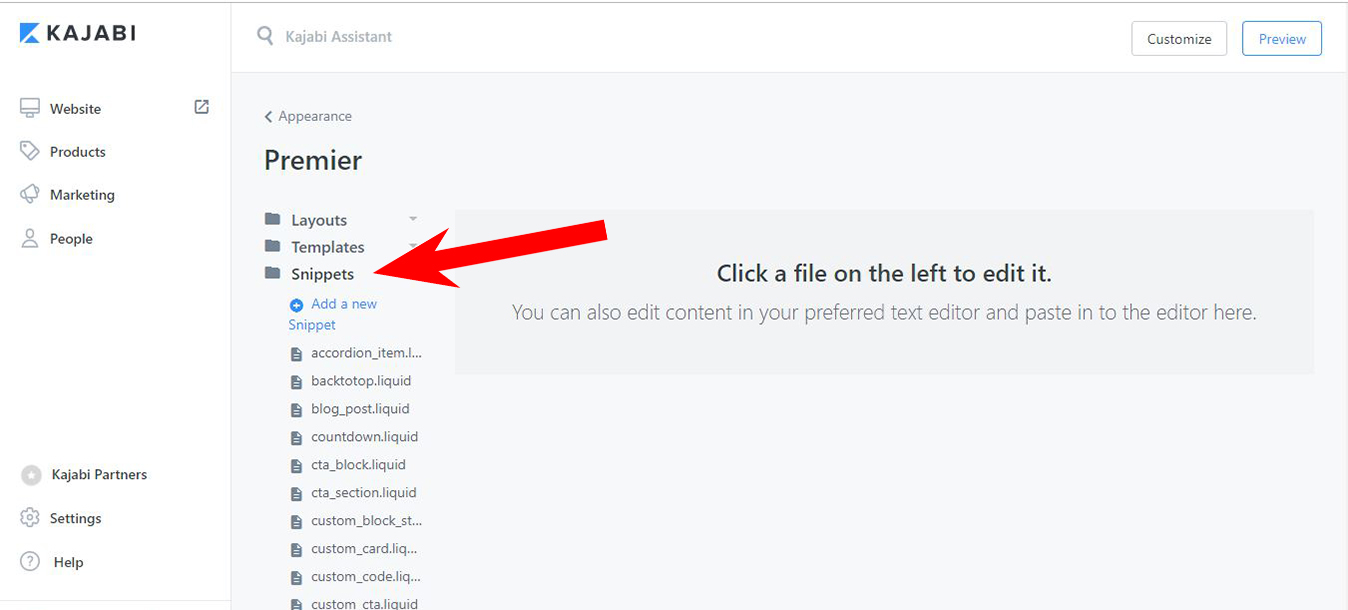 KAJABI
Kajabi Assistant
Customize
Preview
Website
Products
Marketing
People
Kajabi Partners
Settings
Help
Appearance
Premier
Layouts
Templates
Snippets
Add a new
Snippet
accordion_item.l...
backtotop.liquid
blog_post.liquid
countdown.liquid
cta_block.liquid
cta_section.liquid
custom_block_st...
custom_card.liq...
custom_code.liq...
custom_cta.liquid
Click a file on the left to edit it.
You can also edit content in your preferred text editor and paste in to the editor here.